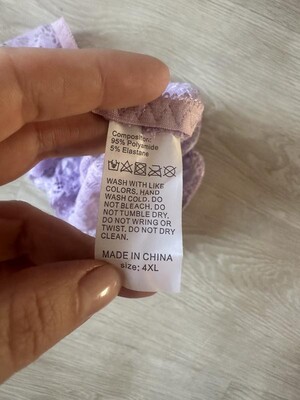 Composition:
95% Polyamide
5% Elastane
WASH WITH LIKE
COLORS. HAND
WASH COLD. DO
NOT BLEACH. DO
NOT TUMBLE DRY.
DO NOT WRING OR
TWIST. DO NOT DRY
CLEAN.
MADE IN CHINA
size: 4XL